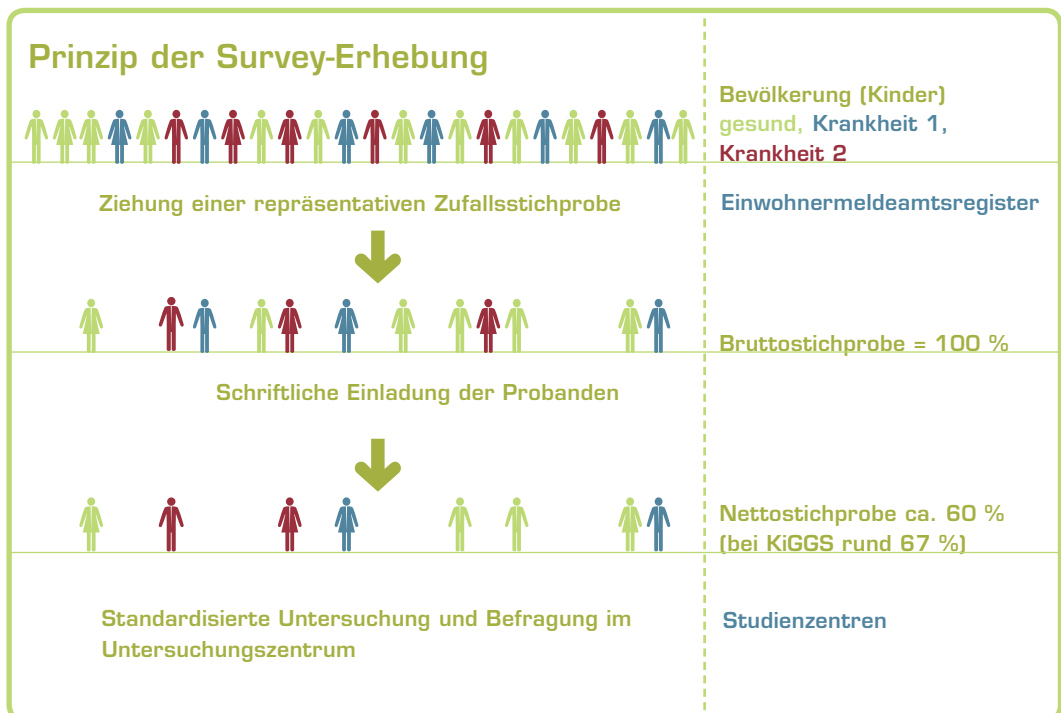 Prinzip der Survey-Erhebung
Bevölkerung (Kinder)
gesund, Krankheit 1,
Krankheit 2
Ziehung einer repräsentativen Zufallsstichprobe
Einwohnermeldeamtsregister
Bruttostichprobe = 100 %
Schriftliche Einladung der Probanden
Nettostichprobe ca. 60 %
(bei KiGGS rund 67 %)
Standardisierte Untersuchung und Befragung im
Untersuchungszentrum
Studienzentren